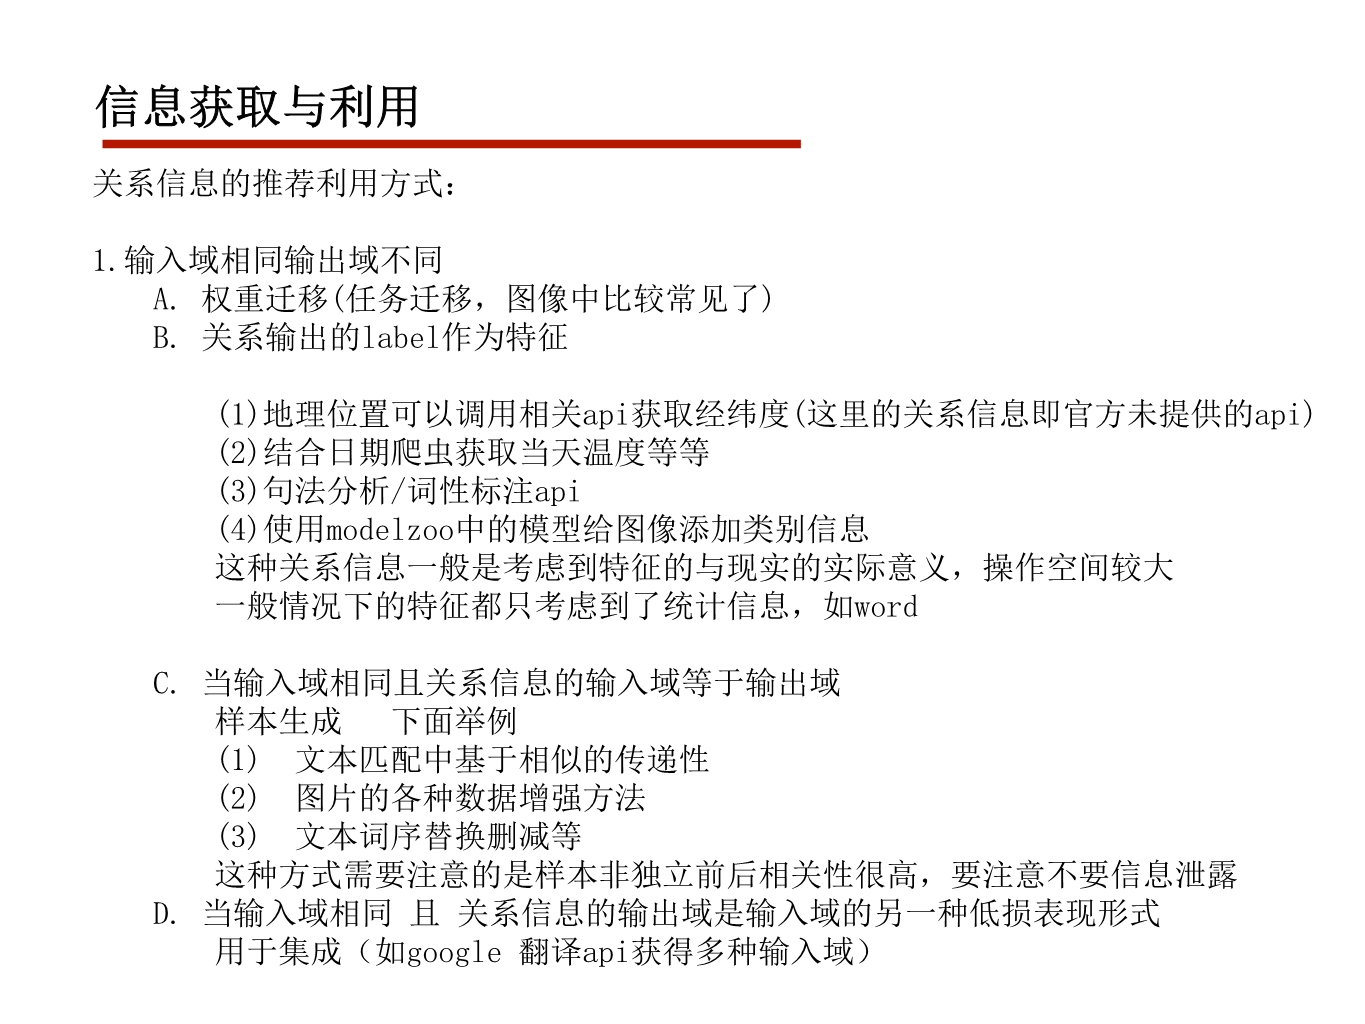 信息获取与利用
关系信息的推荐利用方式：
1.输入域相同输出域不同
A. 权重迁移(任务迁移，图像中比较常见了)
B. 关系输出的label作为特征
(1)地理位置可以调用相关api获取经纬度(这里的关系信息即官方未提供的api)
(2)结合日期爬虫获取当天温度等等
(3)句法分析/词性标注api
(4)使用modelzoo中的模型给图像添加类别信息
这种关系信息一般是考虑到特征的与现实的实际意义，操作空间较大
一般情况下的特征都只考虑到了统计信息，如word
C. 当输入域相同且关系信息的输入域等于输出域
样本生成 下面举例
(1) 文本匹配中基于相似的传递性
(2) 图片的各种数据增强方法
(3) 文本词序替换删减等
这种方式需要注意的是样本非独立前后相关性很高，要注意不要信息泄露
D. 当输入域相同 且 关系信息的输出域是输入域的另一种低损表现形式
用于集成（如google 翻译api获得多种输入域）